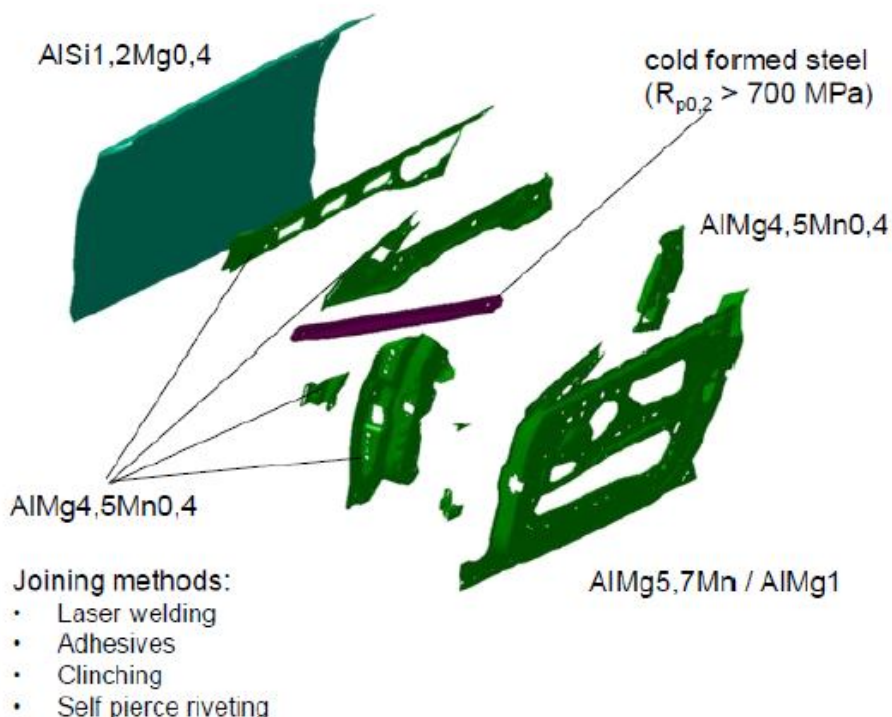 AlSi1,2Mg0,4
cold formed steel
(Rp0,2 > 700 MPa)
AlMg4,5Mn0,4
AlMg4,5Mn0,4
AlMg5,7Mn / AlMg1
Joining methods:
• Laser welding
• Adhesives
• Clinching
• Self pierce riveting